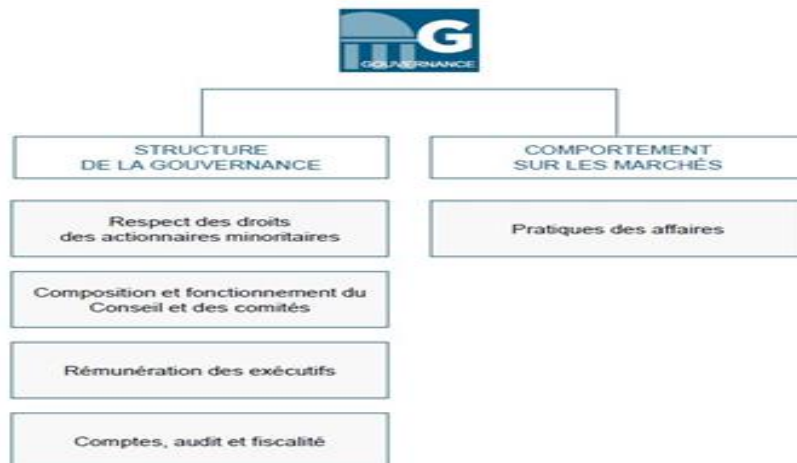 G
GOUVERNANCE
STRUCTURE
DE LA GOUVERNANCE
COMPORTEMENT
SUR LES MARCHÉS
Respect des droits
des actionnaires minoritaires
Pratiques des affaires
Composition et fonctionnement du
Conseil et des comités
Rémunération des exécutifs
Comptes, audit et fiscalité